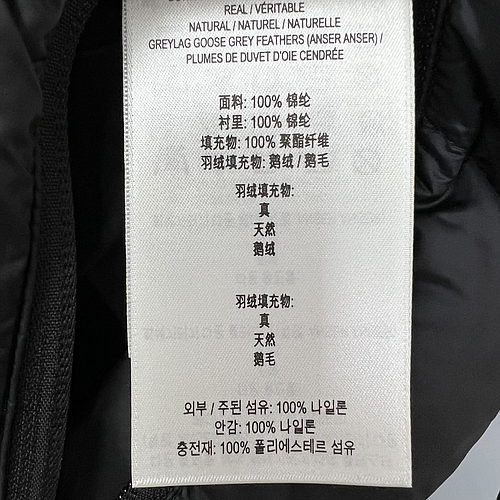 REAL / VÉRITABLE
NATURAL / NATUREL / NATURELLE
GREYLAG GOOSE GREY FEATHERS (ANSER ANSER) /
PLUMES DE DUVET D'OIE CENDRÉE
面料: 100% 锦纶
衬里: 100% 锦纶
填充物: 100% 聚酯纤维
羽绒填充物: 鹅绒 / 鹅毛
羽绒填充物:
真
天然
鹅绒
羽绒填充物:
真
天然
鹅毛
외부 / 주된 섬유: 100% 나일론
안감: 100% 나일론
충전재: 100% 폴리에스테르 섬유